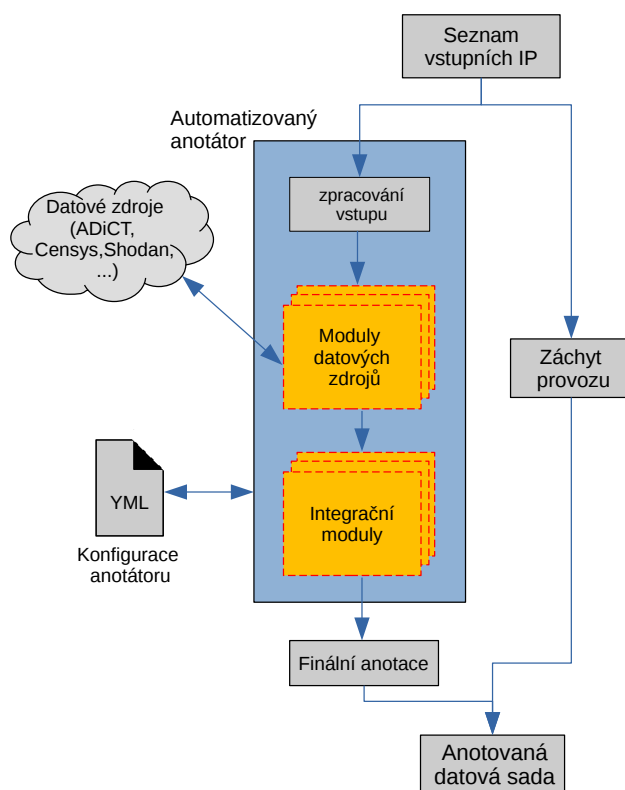 Seznam
vstupních IP
Automatizovaný
anotátor
zpracování
vstupu
Datové zdroje
(ADiCT,
Censys,Shodan,
...)
Moduly
datových
zdrojů
Záchyt
provozu
YML
Integrační
moduly
Konfigurace
anotátoru
Finální anotace
Anotovaná
datová sada